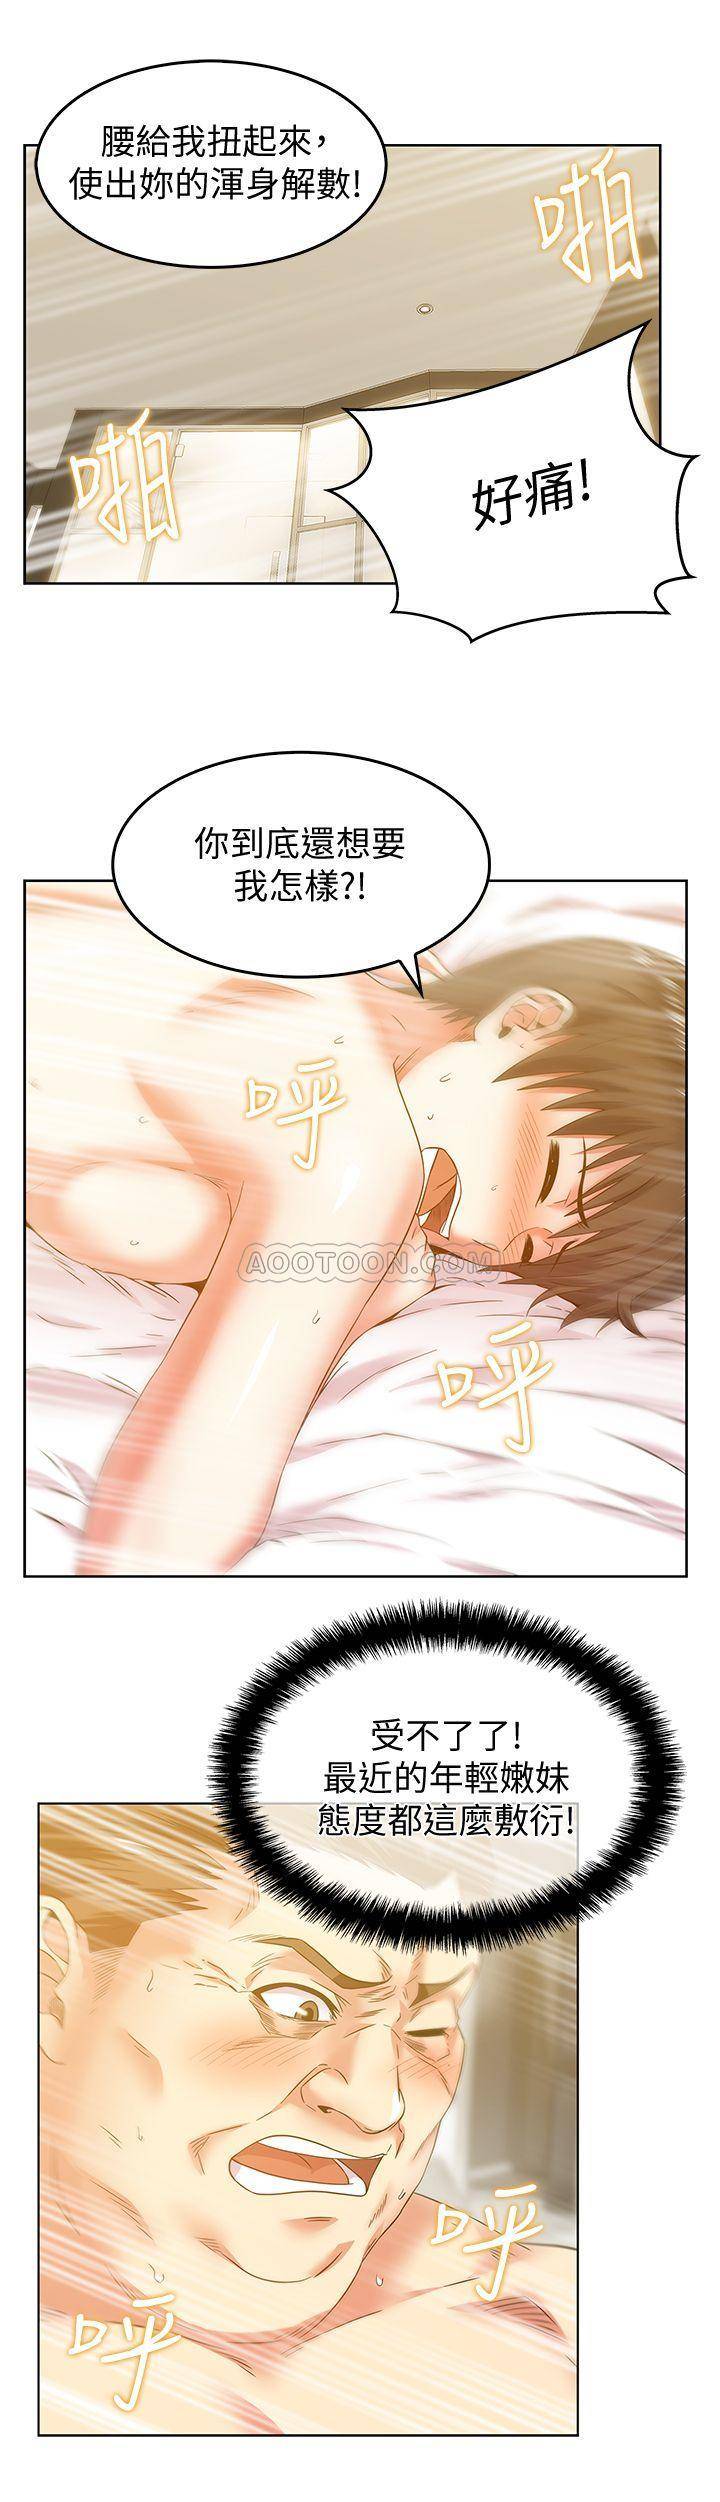 腰給我扭起來,
使出妳的渾身解數!
啪
啪
好痛!
你到底還想要
我怎樣?!
呼
AOOTOON.COM
呼
受不了了!
最近的年輕嫩妹
態度都這麼敷衍!
呼
呼